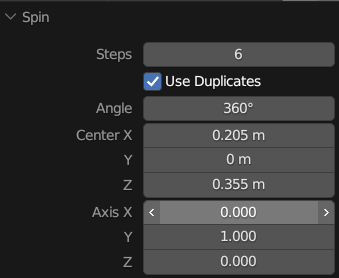 Spin
Steps 6
Use Duplicates
Angle 360°
Center X 0.205 m
Y 0 m
Z 0.355 m
Axis X 0.000
Y 1.000
Z 0.000